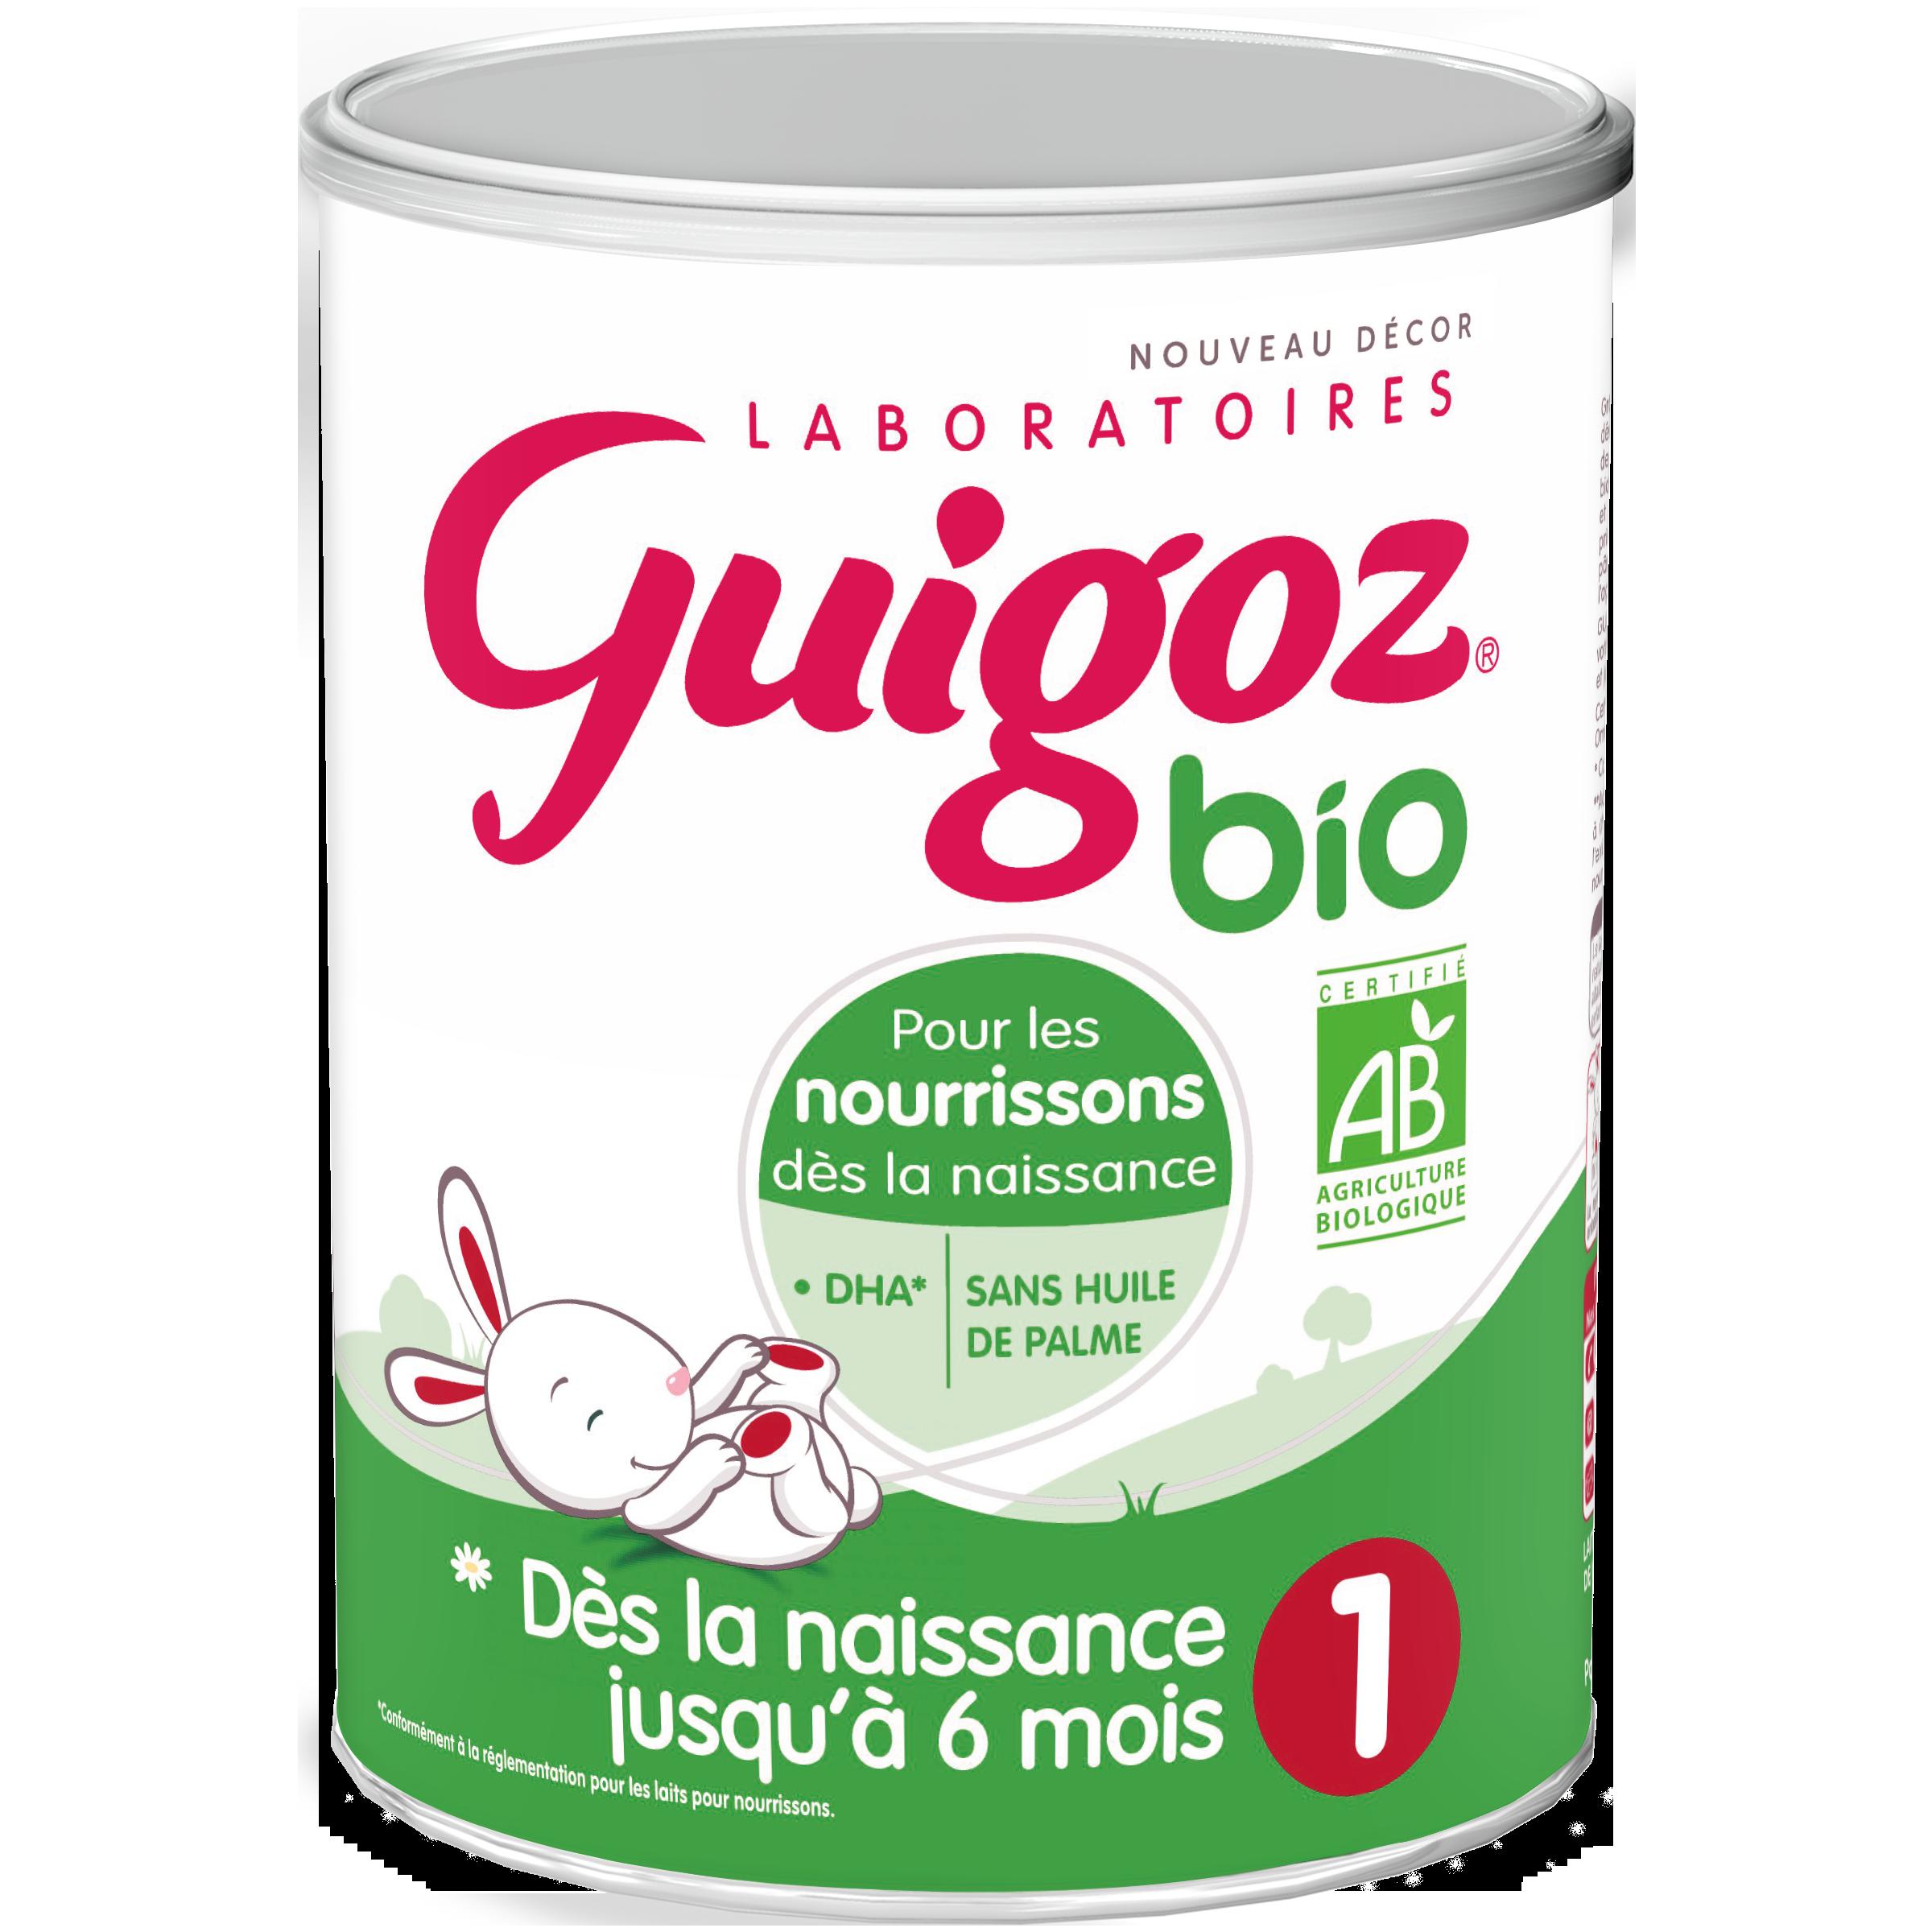 NOUVEAU DÉCOR
LABORATOIRES
Guigoz®
bio
Pour les
nourrissons
dès la naissance
• DHA*
SANS HUILE
DE PALME
CERTIFIÉ
AB
AGRICULTURE
BIOLOGIQUE
Dès la naissance
jusqu'à 6 mois
1
*Conformément à la réglementation pour les laits pour nourrissons.